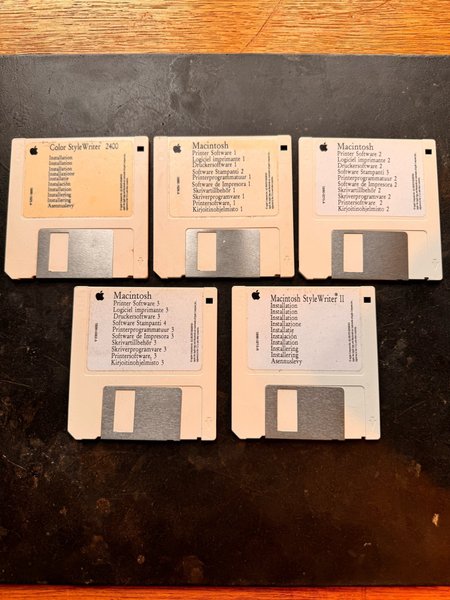 Color StyleWriter® 2400
Installation
Installation
Installation
Installazione
Installatie
Instalación
Installation
Installering
Installering
Asennuslevy
Macintosh
Printer Software 1
Logiciel imprimante 1
Druckersoftware 1
Software Stampanti 2
Printerprogrammatuur 1
Software de Impresora 1
Skrivartillbehör 1
Skriverprogramvare 1
Printersoftware, 1
Kirjoitinohjelmisto 1
Macintosh
Printer Software 2
Logiciel imprimante 2
Druckersoftware 2
Software Stampanti 3
Printerprogrammatuur 2
Software de Impresora 2
Skrivartillbehör 2
Skriverprogramvare 2
Printersoftware, 2
Kirjoitinohjelmisto 2
Macintosh
Printer Software 3
Logiciel imprimante 3
Druckersoftware 3
Software Stampanti 4
Printerprogrammatuur 3
Software de Impresora 3
Skrivartillbehör 3
Skriverprogramvare 3
Printersoftware, 3
Kirjoitinohjelmisto 3
Macintosh StyleWriter® II
Installation
Installation
Installation
Installazione
Installatie
Instalación
Installation
Installering
Installering
Asennuslevy